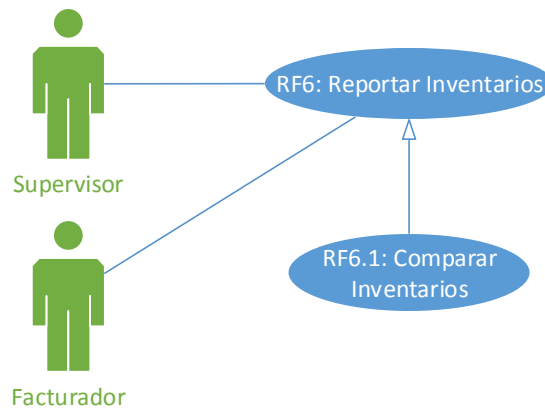 RF6: Reportar Inventarios
Supervisor
RF6.1: Comparar
Inventarios
Facturador